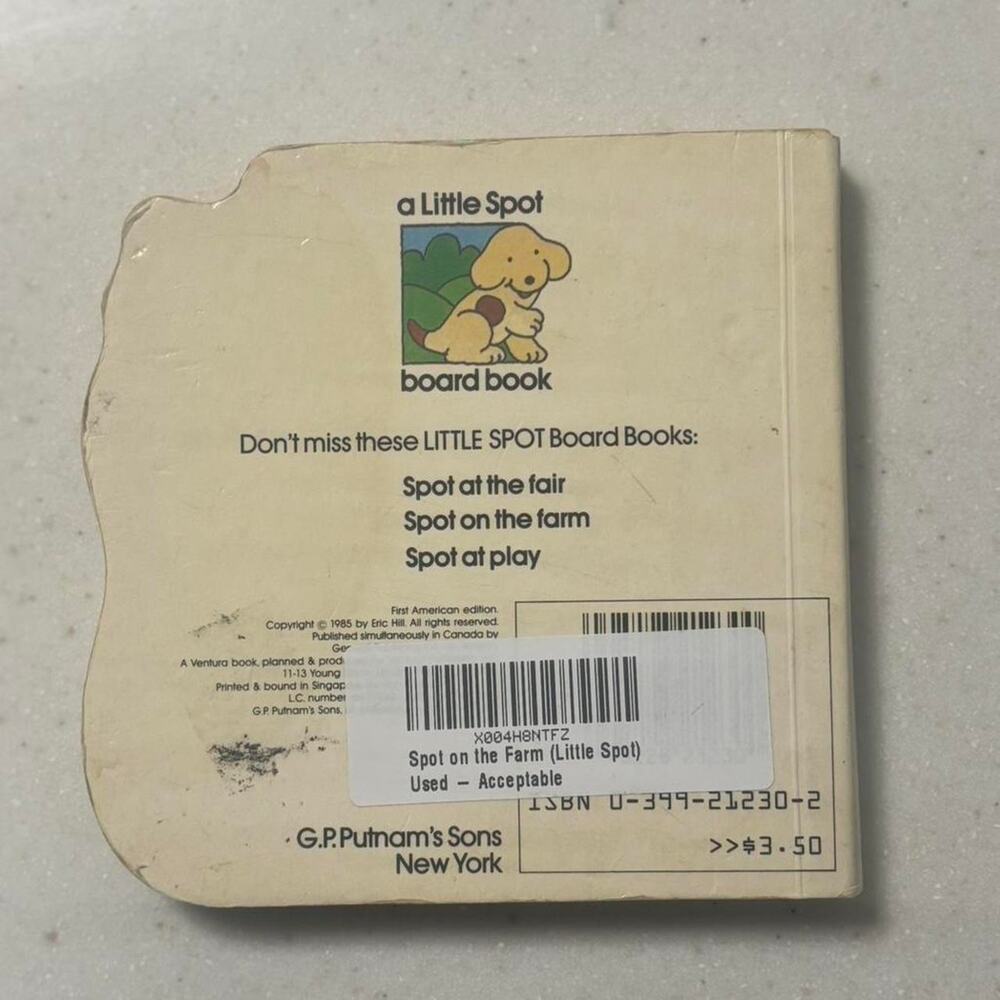 a Little Spot
board book
Don't miss these LITTLE SPOT Board Books:
Spot at the fair
Spot on the farm
Spot at play
First American edition.
Copyright © 1985 by Eric Hill. All rights reserved.
Published simultaneously in Canada by
A Ventura book, planned &
11-13 Young
Printed & bound in
L.C. number
G.P. Putnam's Sons.
X004H8NTFZ
Spot on the Farm (Little Spot)
Used – Acceptable
ISBN 0-399-21230-2
>>$3.50
G.P. Putnam's Sons
New York